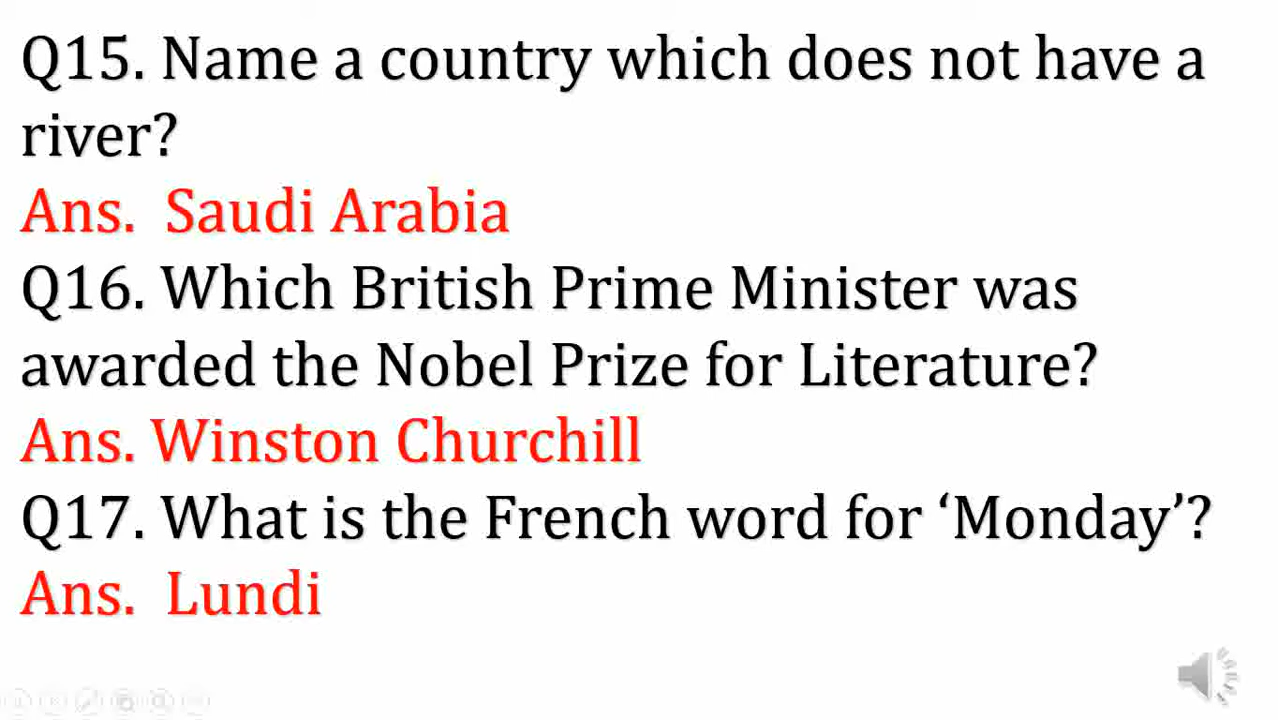 Q15. Name a country which does not have a
river?
Ans.  Saudi Arabia
Q16. Which British Prime Minister was
awarded the Nobel Prize for Literature?
Ans. Winston Churchill
Q17. What is the French word for ‘Monday’?
Ans.  Lundi